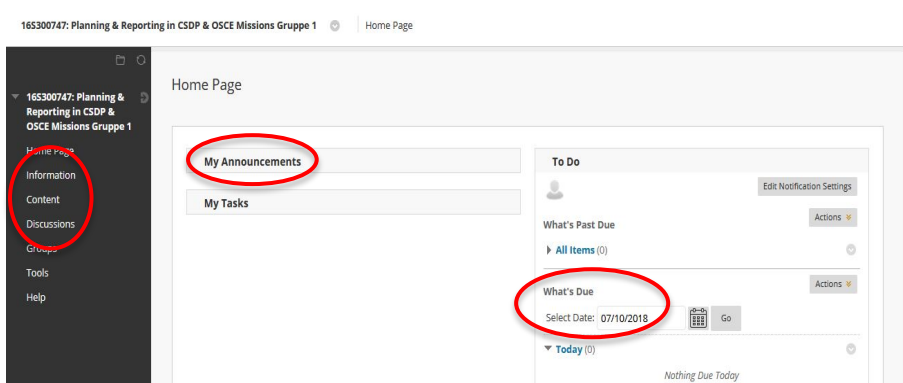 16S300747: Planning & Reporting in CSDP & OSCE Missions Gruppe 1 Home Page
16S300747: Planning &
Reporting in CSDP &
OSCE Missions Gruppe 1
Home Page
Information
Content
Discussions
Groups
Tools
Help
Home Page
My Announcements
My Tasks
To Do
Edit Notification Settings
Actions
What's Past Due
All Items (0)
Actions
What's Due
Select Date: 07/10/2018 Go
Today (0)
Nothing Due Today